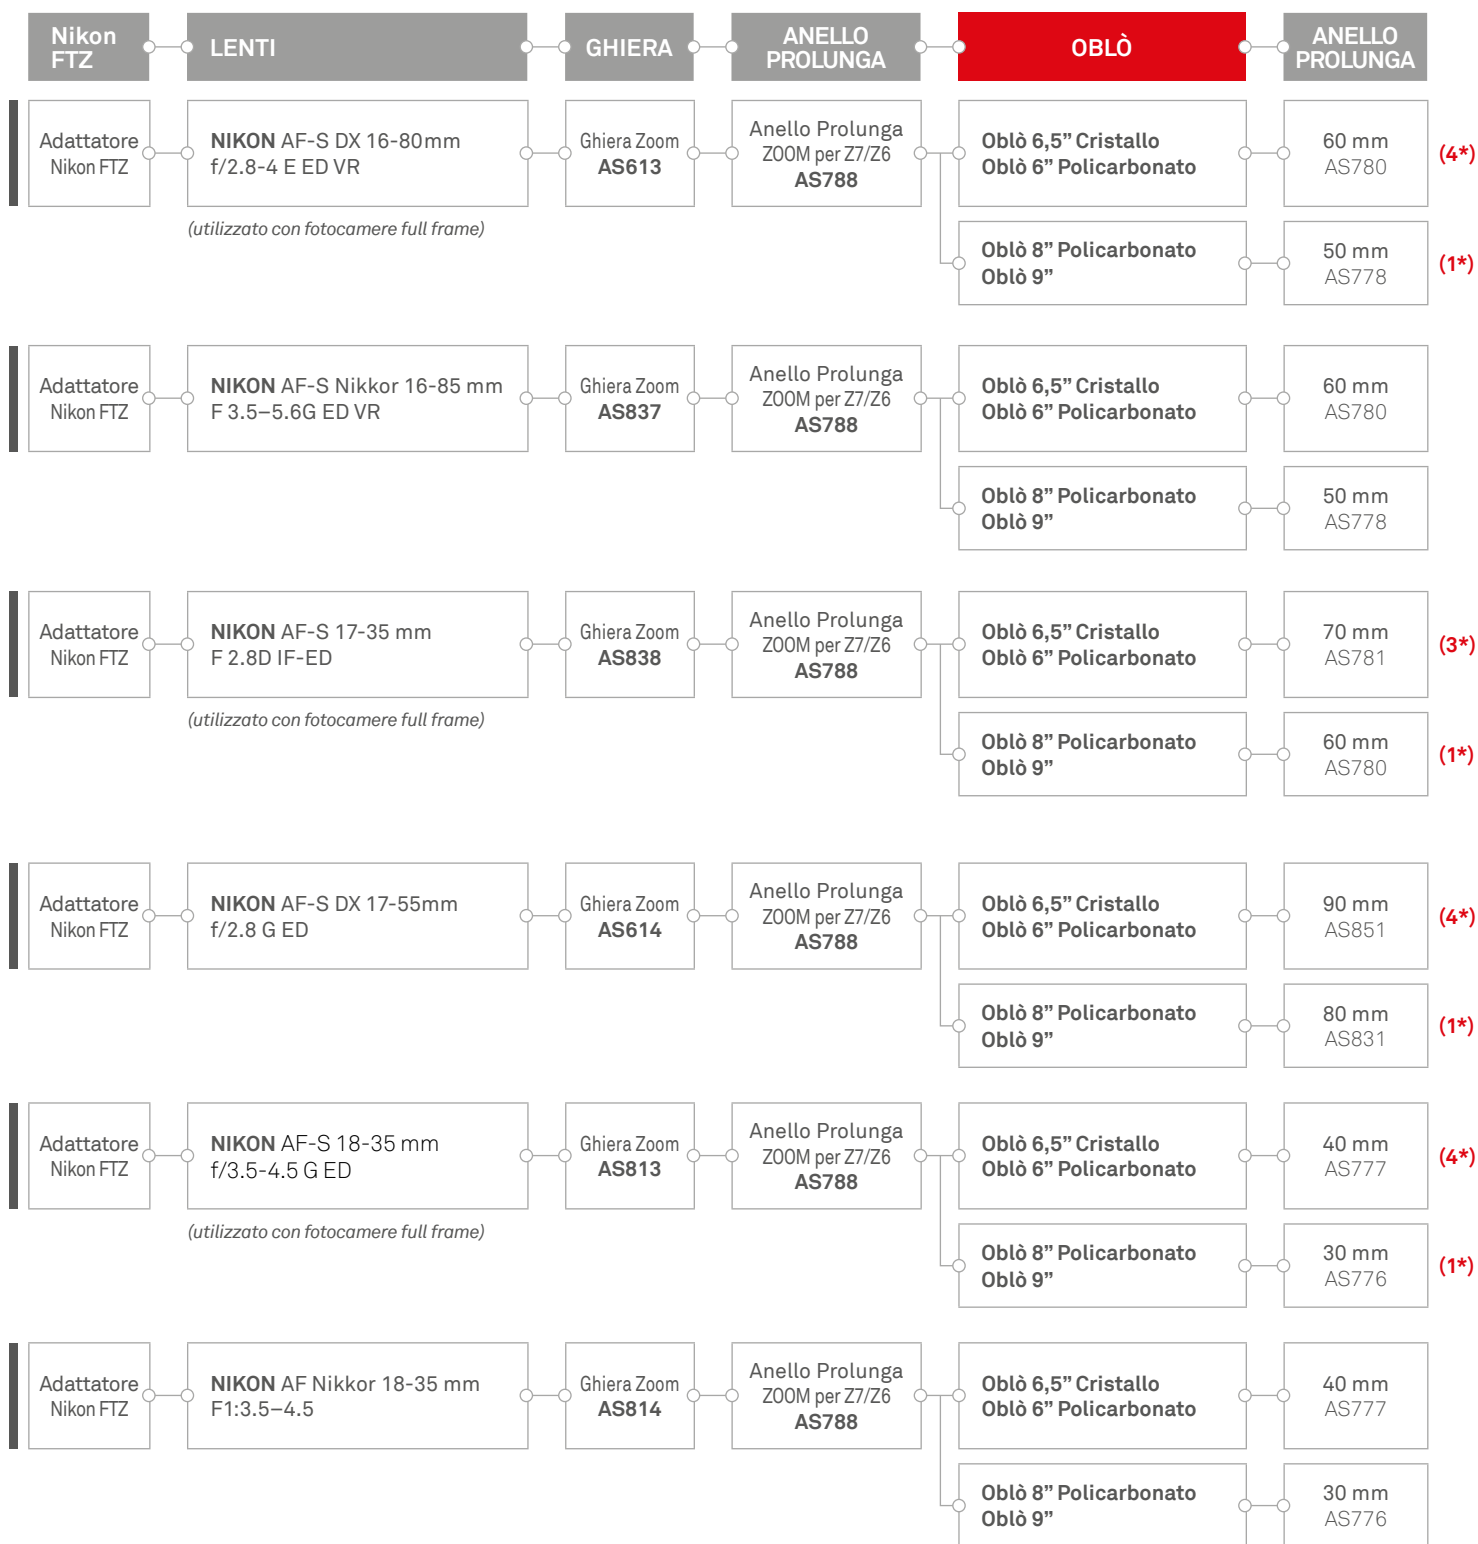 Nikon
FTZ
LENTI
GHIERA
ANELLO
PROLUNGA
OBLÒ
ANELLO
PROLUNGA
Adattatore
Nikon FTZ
NIKON AF-S DX 16-80mm
f/2.8-4 E ED VR
(utilizzato con fotocamere full frame)
Ghiera Zoom
AS613
Anello Prolunga
ZOOM per Z7/Z6
AS788
Oblò 6,5” Cristallo
Oblò 6” Policarbonato
60 mm
AS780
(4*)
Oblò 8” Policarbonato
Oblò 9”
50 mm
AS778
(1*)
Adattatore
Nikon FTZ
NIKON AF-S Nikkor 16-85 mm
F 3.5–5.6G ED VR
Ghiera Zoom
AS837
Anello Prolunga
ZOOM per Z7/Z6
AS788
Oblò 6,5” Cristallo
Oblò 6” Policarbonato
60 mm
AS780
Oblò 8” Policarbonato
Oblò 9”
50 mm
AS778
Adattatore
Nikon FTZ
NIKON AF-S 17-35 mm
F 2.8D IF-ED
(utilizzato con fotocamere full frame)
Ghiera Zoom
AS838
Anello Prolunga
ZOOM per Z7/Z6
AS788
Oblò 6,5” Cristallo
Oblò 6” Policarbonato
70 mm
AS781
(3*)
Oblò 8” Policarbonato
Oblò 9”
60 mm
AS780
(1*)
Adattatore
Nikon FTZ
NIKON AF-S DX 17-55mm
f/2.8 G ED
Ghiera Zoom
AS614
Anello Prolunga
ZOOM per Z7/Z6
AS788
Oblò 6,5” Cristallo
Oblò 6” Policarbonato
90 mm
AS851
(4*)
Oblò 8” Policarbonato
Oblò 9”
80 mm
AS831
(1*)
Adattatore
Nikon FTZ
NIKON AF-S 18-35 mm
f/3.5-4.5 G ED
(utilizzato con fotocamere full frame)
Ghiera Zoom
AS813
Anello Prolunga
ZOOM per Z7/Z6
AS788
Oblò 6,5” Cristallo
Oblò 6” Policarbonato
40 mm
AS777
(4*)
Oblò 8” Policarbonato
Oblò 9”
30 mm
AS776
(1*)
Adattatore
Nikon FTZ
NIKON AF Nikkor 18-35 mm
F1:3.5–4.5
Ghiera Zoom
AS814
Anello Prolunga
ZOOM per Z7/Z6
AS788
Oblò 6,5” Cristallo
Oblò 6” Policarbonato
40 mm
AS777
Oblò 8” Policarbonato
Oblò 9”
30 mm
AS776